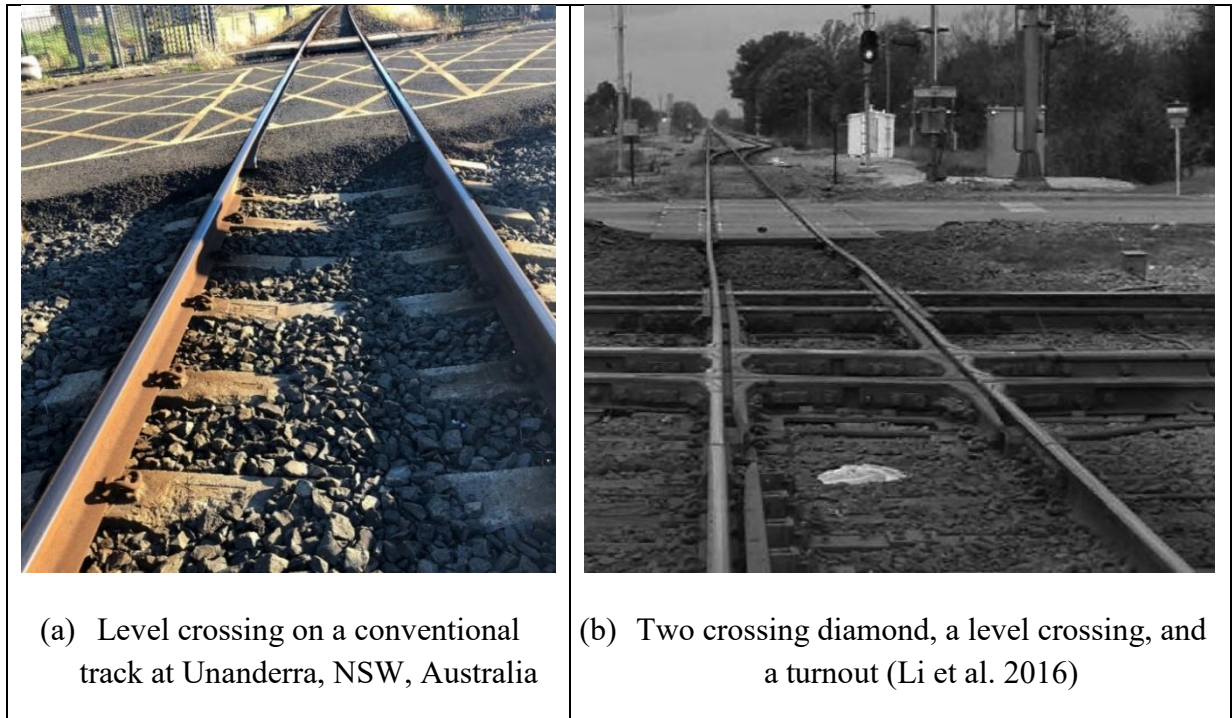 (a) Level crossing on a conventional
track at Unanderra, NSW, Australia
(b) Two crossing diamond, a level crossing, and
a turnout (Li et al. 2016)